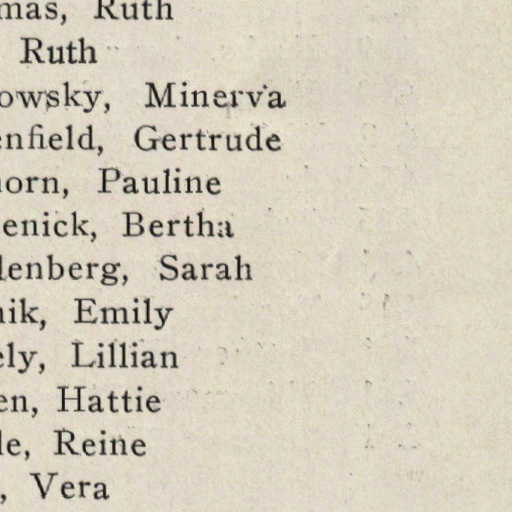 mas, Ruth
Ruth
owsky, Minerva
enfield, Gertrude
orn, Pauline
enick, Bertha
lenberg, Sarah
nik, Emily
ely, Lillian
en, Hattie
le, Reine
, Vera